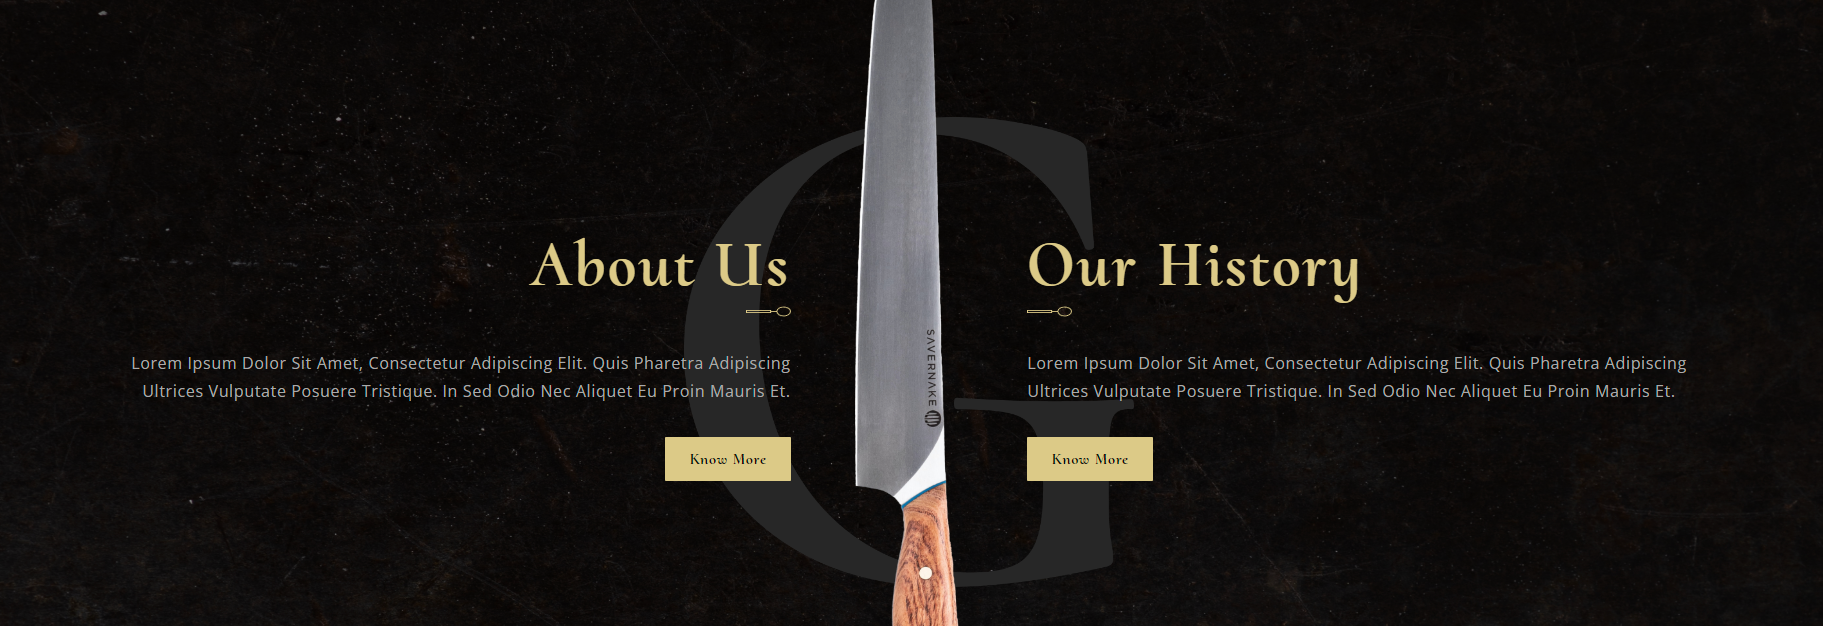 About Us
Lorem Ipsum Dolor Sit Amet, Consectetur Adipiscing Elit. Quis Pharetra Adipiscing
Ultrices Vulputate Posuere Tristique. In Sed Odio Nec Aliquet Eu Proin Mauris Et.
Know More
G
SAVERNAKE
Our History
Lorem Ipsum Dolor Sit Amet, Consectetur Adipiscing Elit. Quis Pharetra Adipiscing
Ultrices Vulputate Posuere Tristique. In Sed Odio Nec Aliquet Eu Proin Mauris Et.
Know More